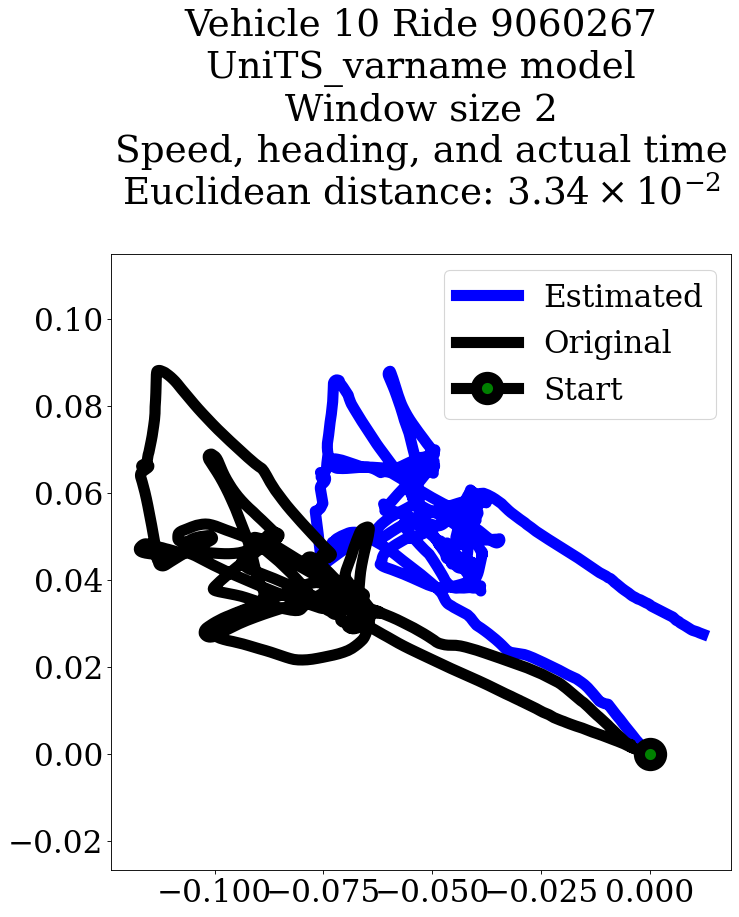 Vehicle 10 Ride 9060267
UniTS_varname model
Window size 2
Speed, heading, and actual time
Euclidean distance: 3.34 × 10⁻²
Estimated
Original
Start
0.10
0.08
0.06
0.04
0.02
0.00
−0.02
−0.100 −0.075 −0.050 −0.025 0.000